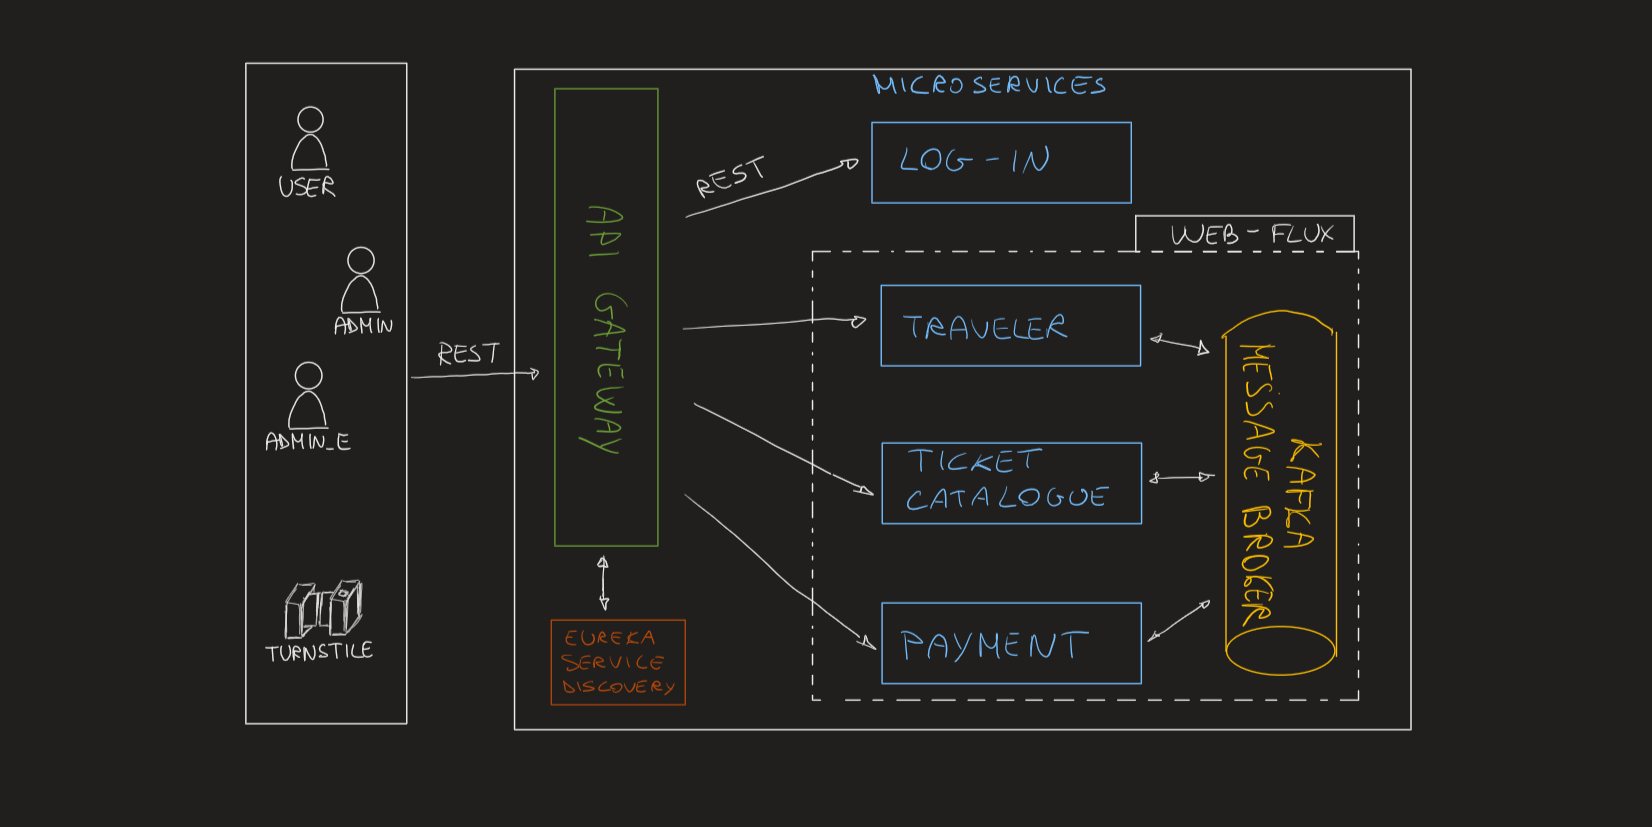 USER
ADMIN
ADMIN_E
TURNSTILE
REST
API GATEWAY
EUREKA
SERVICE
DISCOVERY
MICROSERVICES
REST
LOG-IN
WEB-FLUX
TRAVELER
TICKET
CATALOGUE
PAYMENT
KAFKA
MESSAGE BROKER